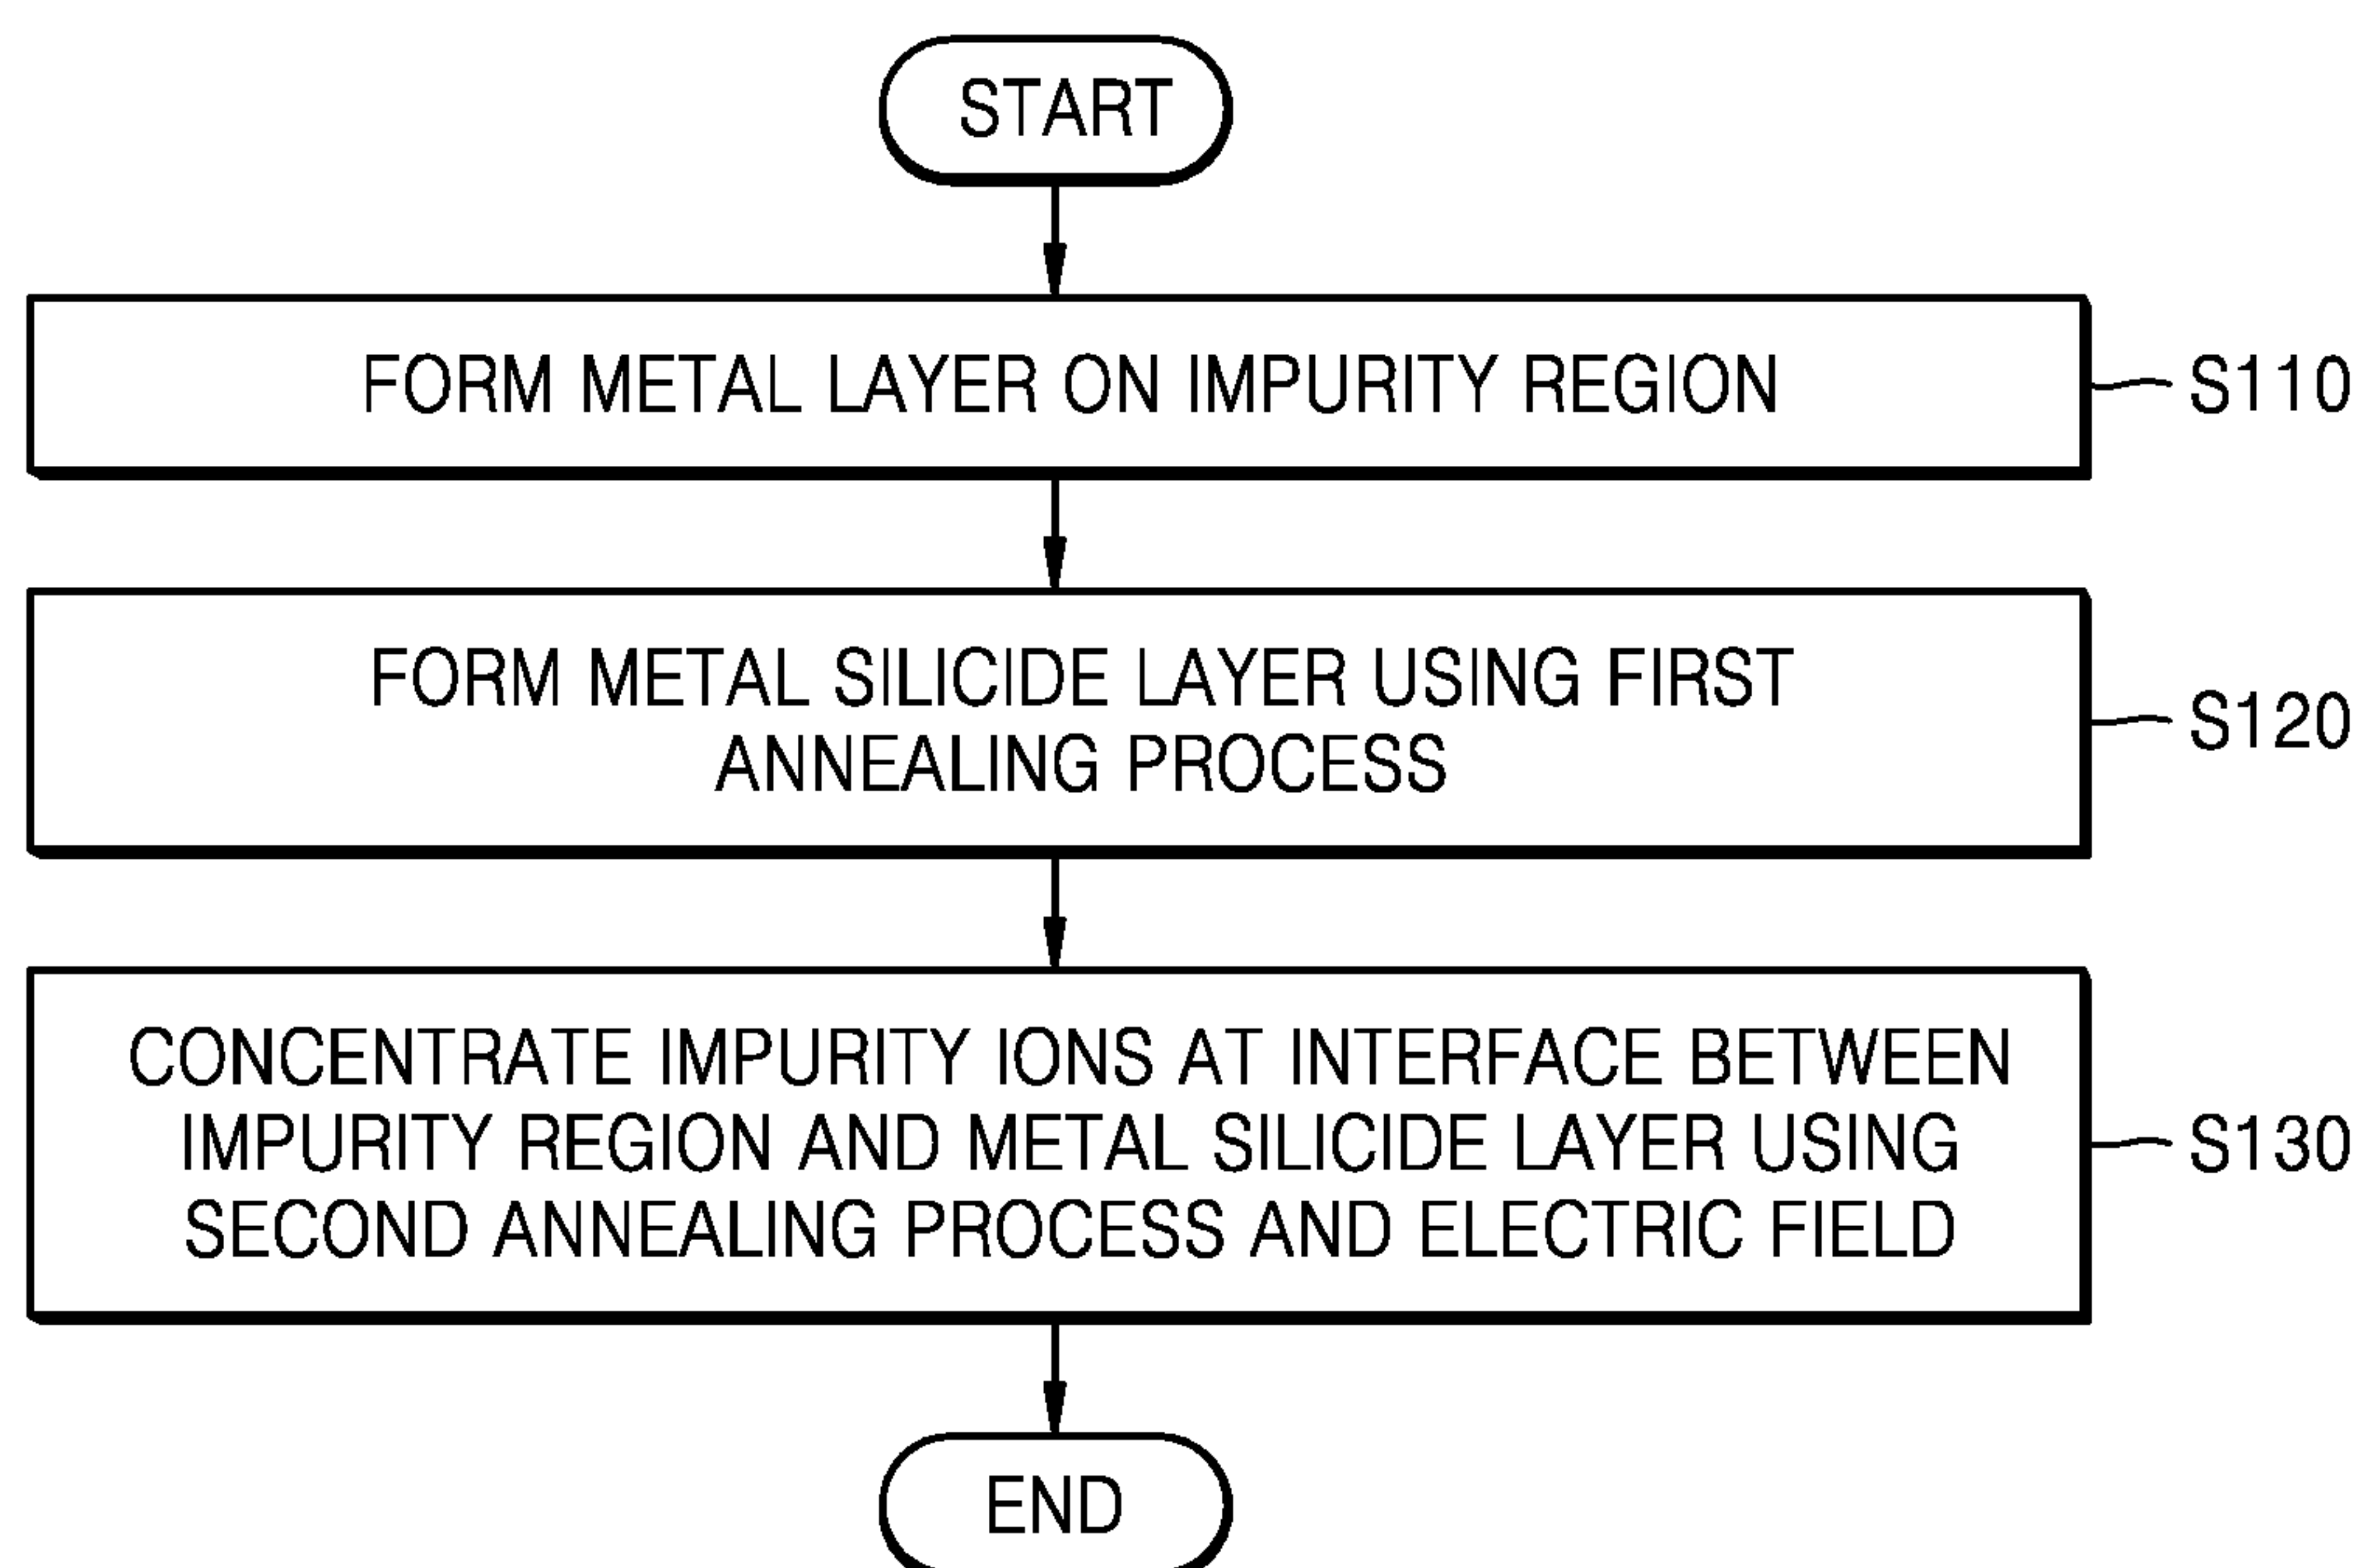 START
FORM METAL LAYER ON IMPURITY REGION
S110
FORM METAL SILICIDE LAYER USING FIRST
ANNEALING PROCESS
S120
CONCENTRATE IMPURITY IONS AT INTERFACE BETWEEN
IMPURITY REGION AND METAL SILICIDE LAYER USING
SECOND ANNEALING PROCESS AND ELECTRIC FIELD
S130
END